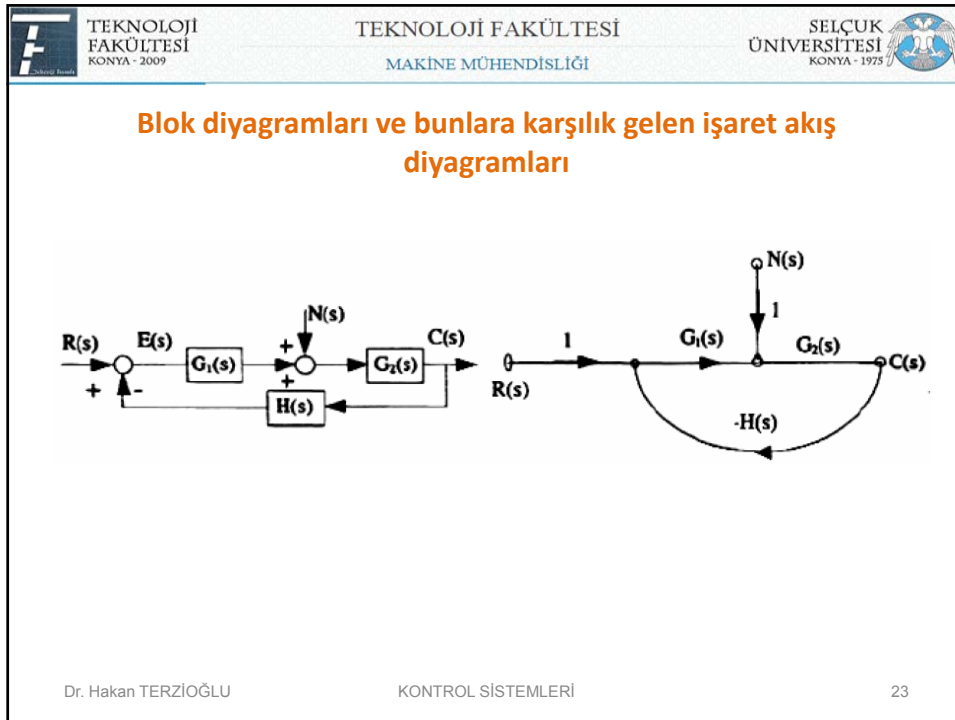 TEKNOLOJİ
FAKÜLTESİ
KONYA - 2009
TEKNOLOJİ FAKÜLTESİ
MAKİNE MÜHENDİSLİĞİ
SELÇUK
ÜNİVERSİTESİ
KONYA - 1975
Blok diyagramları ve bunlara karşılık gelen işaret akış
diyagramları
R(s)
+
-
E(s)
G₁(s)
N(s)
+
+
G₂(s)
C(s)
H(s)
R(s)
1
G₁(s)
N(s)
1
G₂(s)
C(s)
-H(s)
Dr. Hakan TERZİOĞLU
KONTROL SİSTEMLERİ
23